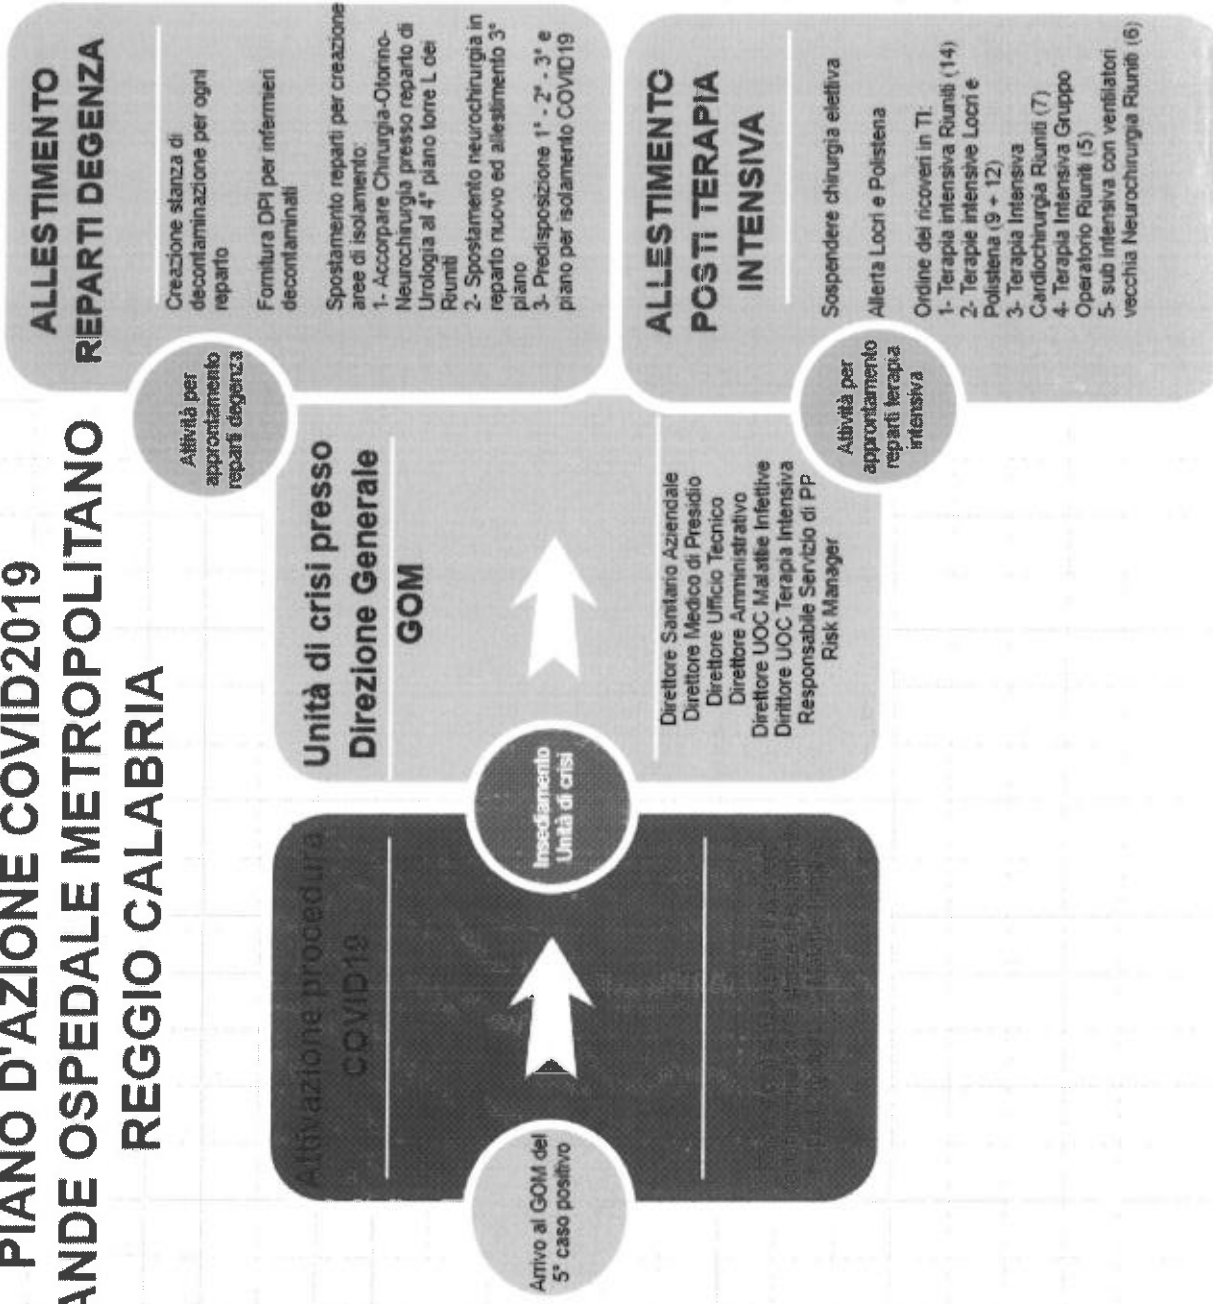 PIANO D'AZIONE COVID2019
ANDE OSPEDALE METROPOLITANO
REGGIO CALABRIA
Arrivo al GOM del
5° caso positivo
Attivazione procedura
COVID19
Insediamento
Unità di crisi
Unità di crisi presso
Direzione Generale
GOM
Direttore Sanitario Aziendale
Direttore Medico di Presidio
Direttore Ufficio Tecnico
Direttore Amministrativo
Direttore UOC Malattie Infettive
Dirittore UOC Terapia Intensiva
Responsabile Servizio di PP
Risk Manager
Attività per
approntamento
reparti degenza
ALLESTIMENTO
REPARTI DEGENZA
Creazione stanza di
decontaminazione per ogni
reparto
Fornitura DPI per infermieri
decontaminati
Spostamento reparti per creazione
aree di isolamento:
1- Accorpare Chirurgia-Otorino-
Neurochirurgia presso reparto di
Urologia al 4° piano torre L dei
Riuniti
2- Spostamento neurochirurgia in
reparto nuovo ed allestimento 3°
piano
3- Predisposizione 1° - 2° - 3° e
piano per isolamento COVID19
Attività per
approntamento
reparti terapia
intensiva
ALLESTIMENTO
POSTI TERAPIA
INTENSIVA
Sospendere chirurgia elettiva
Allerta Locri e Polistena
Ordine dei ricoveri in TI:
1- Terapia intensiva Riuniti (14)
2- Terapie intensive Locri e
Polistena (9 + 12)
3- Terapia Intensiva
Cardiochirurgia Riuniti (7)
4- Terapia Intensiva Gruppo
Operatorio Riuniti (5)
5- sub intensiva con ventilatori
vecchia Neurochirurgia Riuniti (6)